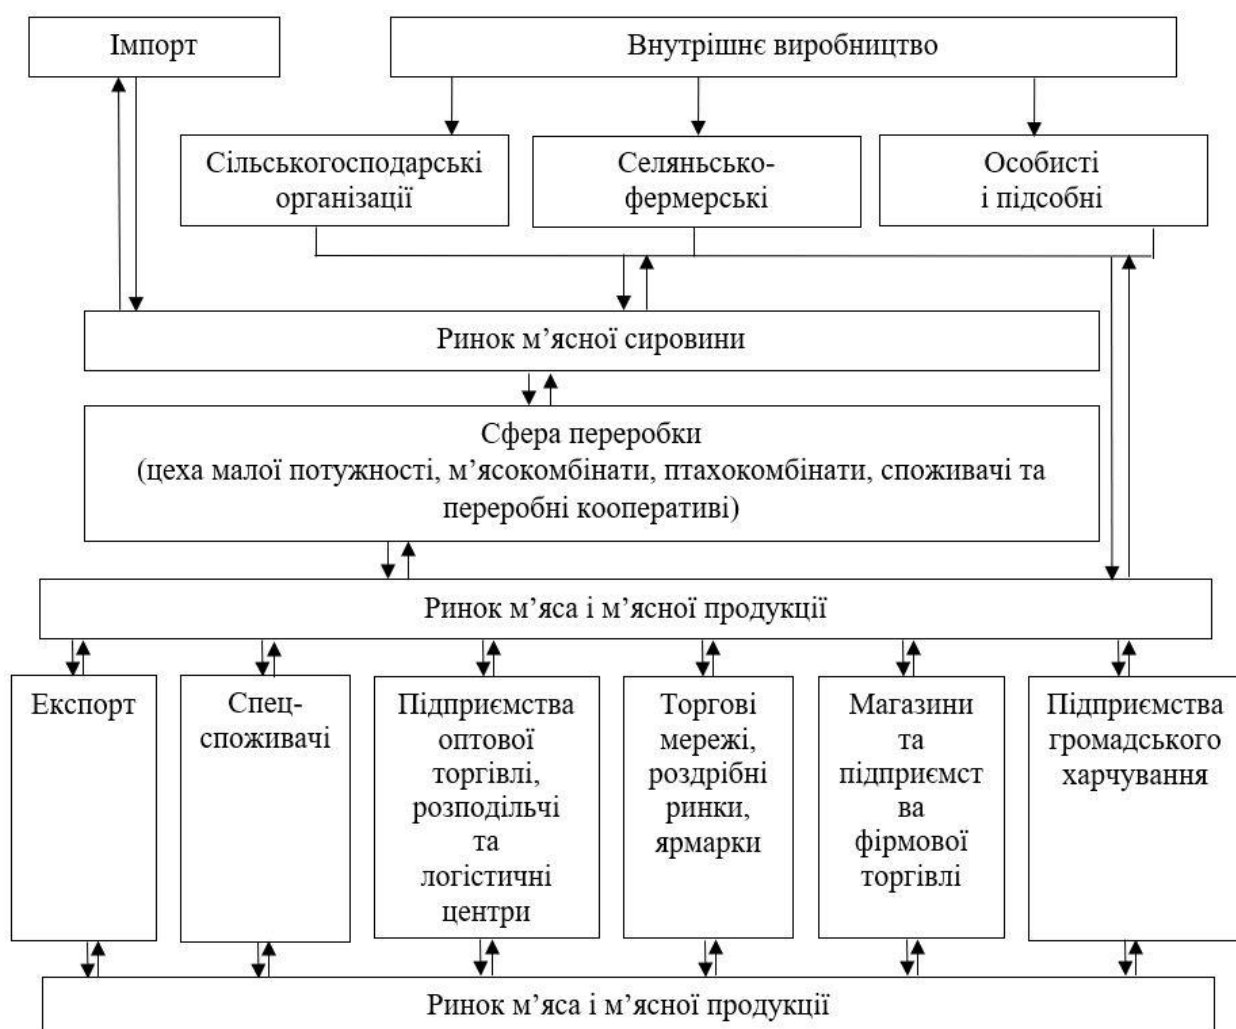 Імпорт
Внутрішнє виробництво
Сільськогосподарські
організації
Селянсько-
фермерські
Особисті
і підсобні
Ринок м’ясної сировини
Сфера переробки
(цеха малої потужності, м’ясокомбінати, птахокомбінати, споживачі та
переробні кооперативі)
Ринок м’яса і м’ясної продукції
Експорт
Спец-
споживачі
Підприємства
оптової
торгівлі,
розподільчі
та
логістичні
центри
Торгові
мережі,
роздрібні
ринки,
ярмарки
Магазини
та
підприємст
ва
фірмової
торгівлі
Підприємства
громадського
харчування
Ринок м’яса і м’ясної продукції